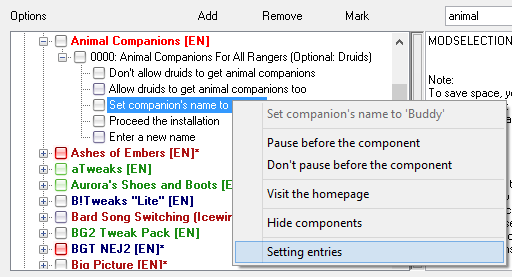 Options Add Remove Mark animal
Animal Companions [EN]
0000: Animal Companions For All Rangers (Optional: Druids)
Don't allow druids to get animal companions
Allow druids to get animal companions too
Set companion's name to
Proceed the installation
Enter a new name
Ashes of Embers [EN]*
aTweaks [EN]
Aurora's Shoes and Boots [EN]
B!Tweaks "Lite" [EN]
Bard Song Switching (Icewin
BG2 Tweak Pack [EN]
BGT NEJ2 [EN]*
Big Picture [EN]
MODSELECTION
Note:
To save space, yo
Set companion's name to 'Buddy'
Pause before the component
Don't pause before the component
Visit the homepage
Hide components
Setting entries